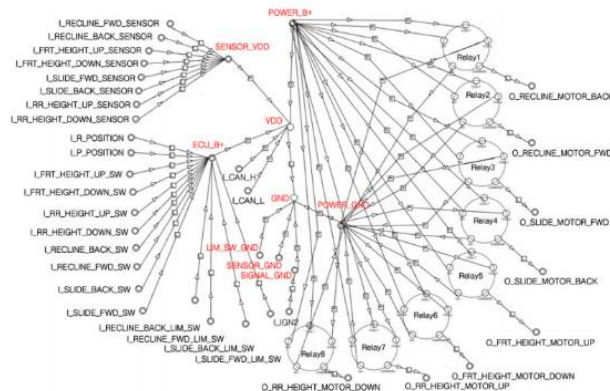 I_RECLINE_FWD_SENSOR
I_RECLINE_BACK_SENSOR
I_FRT_HEIGHT_UP_SENSOR
I_FRT_HEIGHT_DOWN_SENSOR
I_SLIDE_FWD_SENSOR
I_SLIDE_BACK_SENSOR
I_RR_HEIGHT_UP_SENSOR
I_RR_HEIGHT_DOWN_SENSOR
SENSOR_VDD
POWER_B+
VDD
ECU_B+
I_R_POSITION
I_P_POSITION
I_FRT_HEIGHT_UP_SW
I_FRT_HEIGHT_DOWN_SW
I_RR_HEIGHT_UP_SW
I_RR_HEIGHT_DOWN_SW
I_RECLINE_BACK_SW
I_RECLINE_FWD_SW
I_SLIDE_BACK_SW
I_SLIDE_FWD_SW
I_RECLINE_BACK_LIM_SW
I_RECLINE_FWD_LIM_SW
I_SLIDE_BACK_LIM_SW
I_SLIDE_FWD_LIM_SW
I_CAN_H
I_CAN_L
GND
POWER_GND
LIM_SW_GND
SENSOR_GND
SIGNAL_GND
I_IGN2
Relay1
O_RECLINE_MOTOR_BACK
Relay2
O_RECLINE_MOTOR_FWD
Relay3
O_SLIDE_MOTOR_FWD
Relay4
O_SLIDE_MOTOR_BACK
Relay5
O_FRT_HEIGHT_MOTOR_UP
Relay6
O_FRT_HEIGHT_MOTOR_DOWN
Relay7
O_RR_HEIGHT_MOTOR_UP
Relay8
O_RR_HEIGHT_MOTOR_DOWN